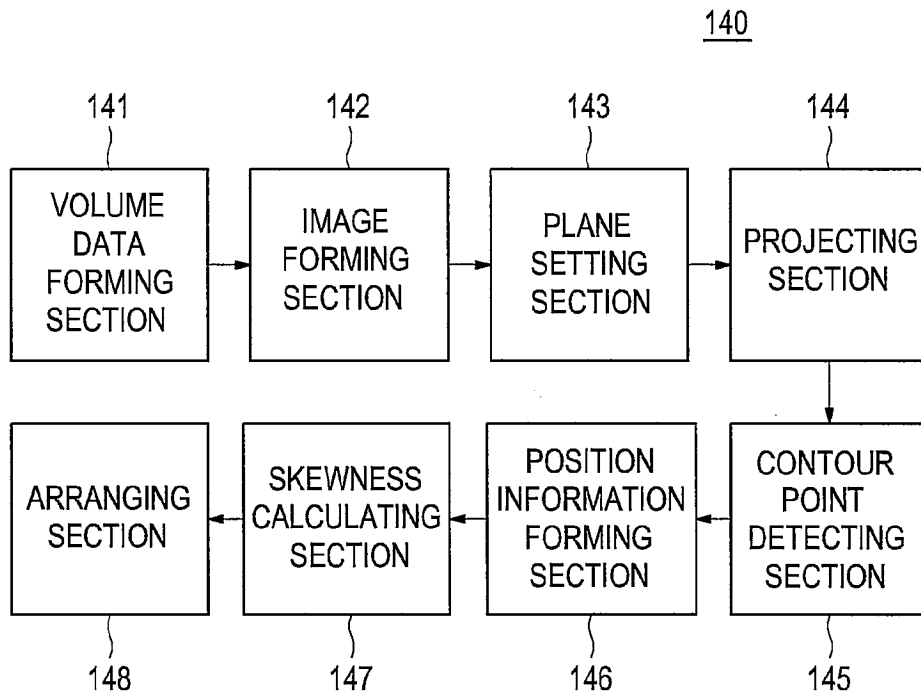 140
141
142
143
144
VOLUME
DATA
FORMING
SECTION
IMAGE
FORMING
SECTION
PLANE
SETTING
SECTION
PROJECTING
SECTION
ARRANGING
SECTION
SKEWNESS
CALCULATING
SECTION
POSITION
INFORMATION
FORMING
SECTION
CONTOUR
POINT
DETECTING
SECTION
148
147
146
145